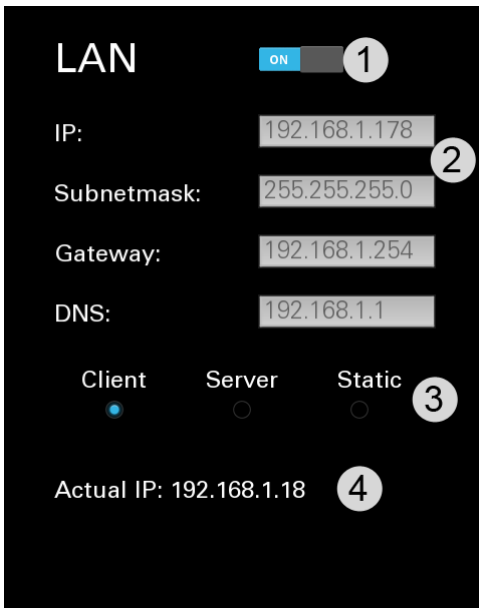 LAN ON 1
IP: 192.168.1.178
2
Subnetmask: 255.255.255.0
Gateway: 192.168.1.254
DNS: 192.168.1.1
Client Server Static
3
Actual IP: 192.168.1.18 4